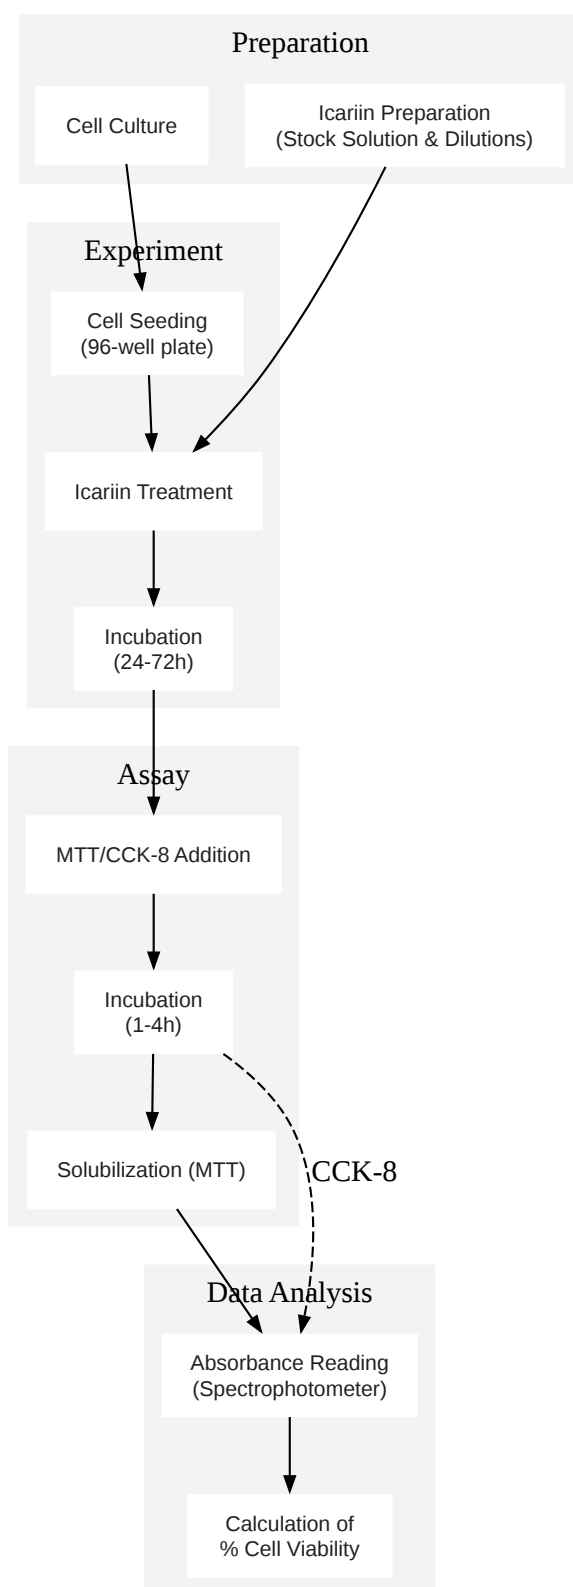 Preparation
Cell Culture
Icariin Preparation
(Stock Solution & Dilutions)
Experiment
Cell Seeding
(96-well plate)
Icariin Treatment
Incubation
(24-72h)
Assay
MTT/CCK-8 Addition
Incubation
(1-4h)
Solubilization (MTT)
CCK-8
Data Analysis
Absorbance Reading
(Spectrophotometer)
Calculation of
% Cell Viability